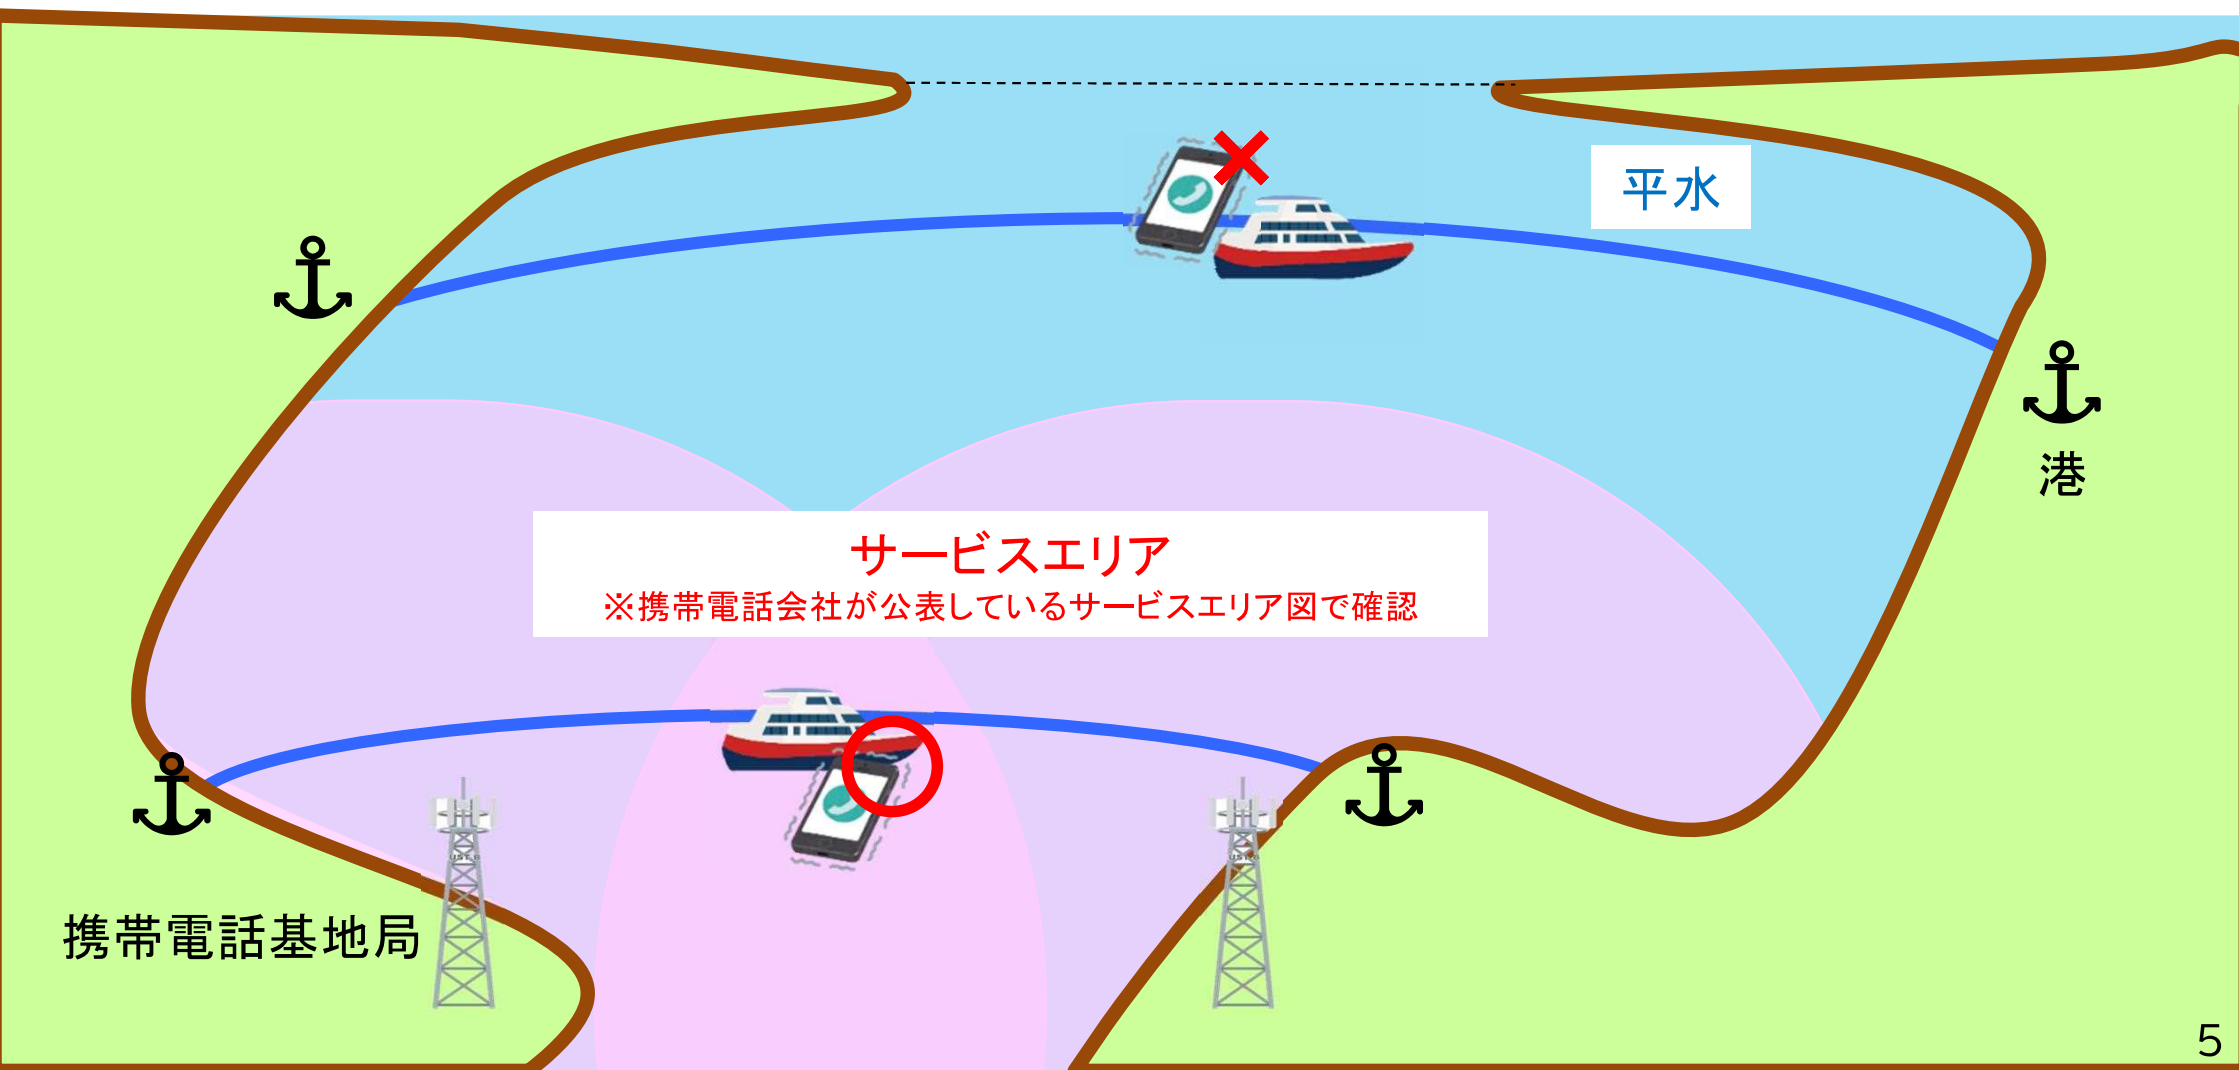 平水
港
サービスエリア
※携帯電話会社が公表しているサービスエリア図で確認
携帯電話基地局
5